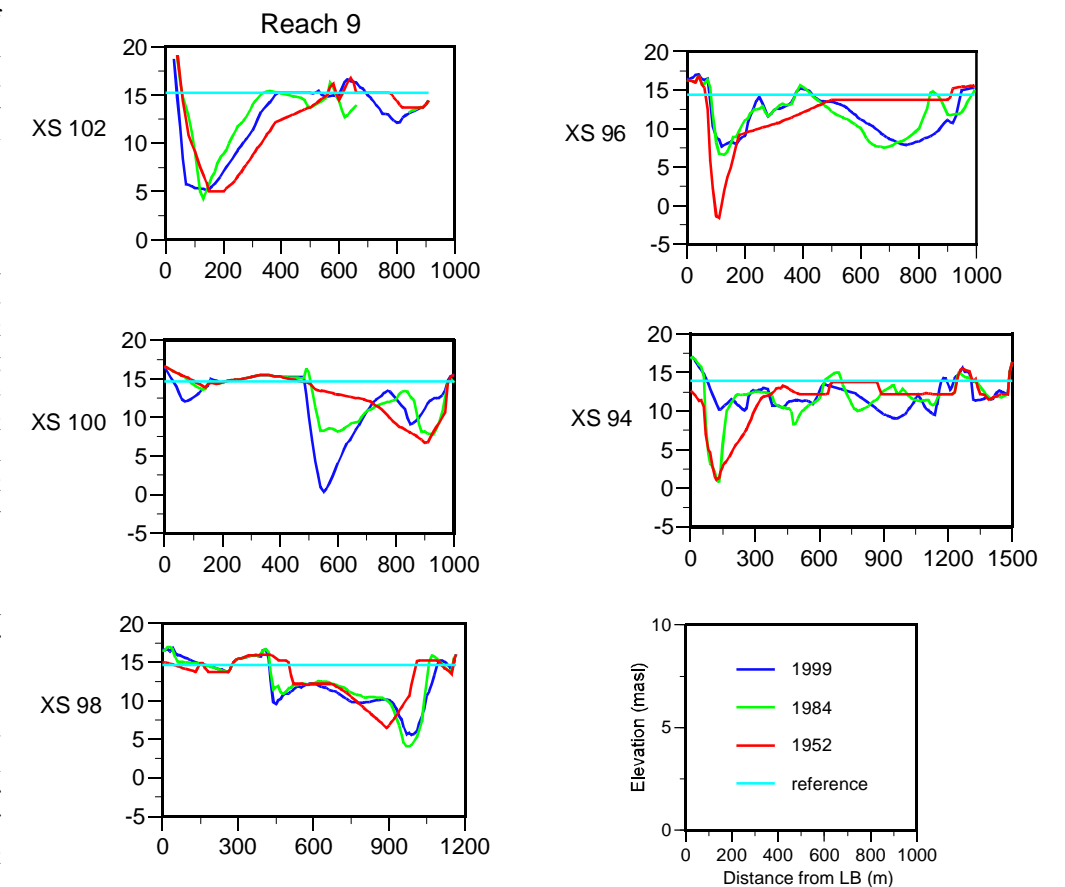 Reach 9
XS 102
20
15
10
5
0
0 200 400 600 800 1000
XS 96
20
15
10
5
0
-5
0 200 400 600 800 1000
XS 100
20
15
10
5
0
-5
0 200 400 600 800 1000
XS 94
20
15
10
5
0
-5
0 300 600 900 1200 1500
XS 98
20
15
10
5
0
-5
0 300 600 900 1200
Elevation (masl)
10
5
0
1999
1984
1952
reference
0 200 400 600 800 1000
Distance from LB (m)